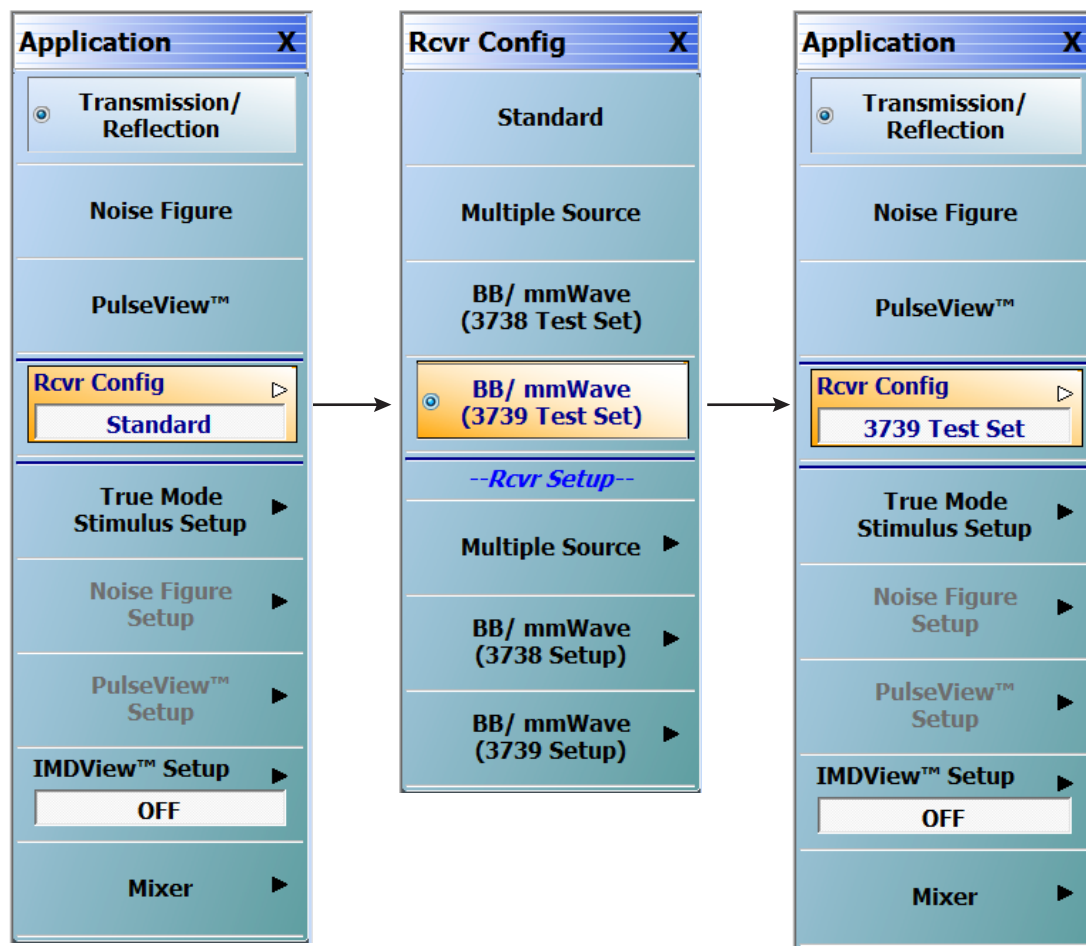 Application X
Transmission/
Reflection
Noise Figure
PulseView™
Rcvr Config
Standard
True Mode
Stimulus Setup
Noise Figure
Setup
PulseView™
Setup
IMDView™ Setup
OFF
Mixer
Rcvr Config X
Standard
Multiple Source
BB/ mmWave
(3738 Test Set)
BB/ mmWave
(3739 Test Set)
--Rcvr Setup--
Multiple Source
BB/ mmWave
(3738 Setup)
BB/ mmWave
(3739 Setup)
Application X
Transmission/
Reflection
Noise Figure
PulseView™
Rcvr Config
3739 Test Set
True Mode
Stimulus Setup
Noise Figure
Setup
PulseView™
Setup
IMDView™ Setup
OFF
Mixer